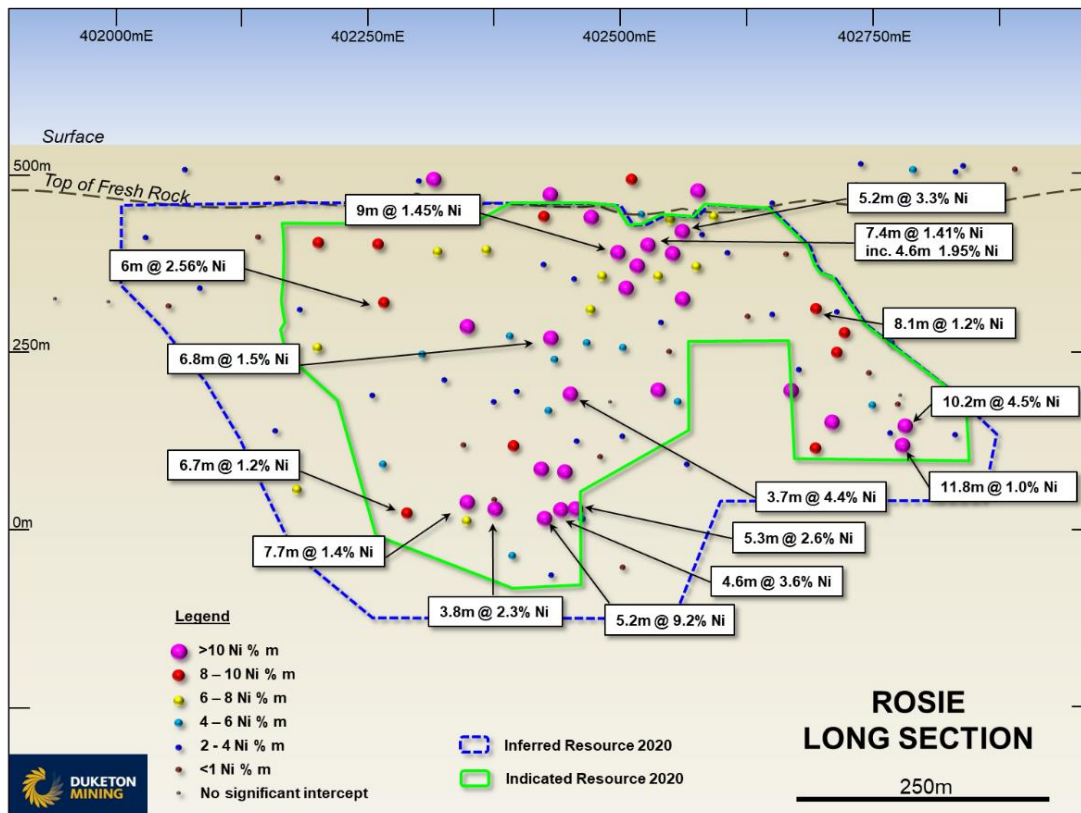 402000mE
402250mE
402500mE
402750mE
Surface
500m
Top of Fresh Rock
9m @ 1.45% Ni
5.2m @ 3.3% Ni
7.4m @ 1.41% Ni
inc. 4.6m 1.95% Ni
6m @ 2.56% Ni
8.1m @ 1.2% Ni
250m
6.8m @ 1.5% Ni
10.2m @ 4.5% Ni
6.7m @ 1.2% Ni
3.7m @ 4.4% Ni
11.8m @ 1.0% Ni
0m
7.7m @ 1.4% Ni
5.3m @ 2.6% Ni
4.6m @ 3.6% Ni
3.8m @ 2.3% Ni
5.2m @ 9.2% Ni
Legend
>10 Ni % m
8 – 10 Ni % m
6 – 8 Ni % m
4 – 6 Ni % m
2 - 4 Ni % m
<1 Ni % m
No significant intercept
Inferred Resource 2020
Indicated Resource 2020
ROSIE
LONG SECTION
250m
DUKETON
MINING